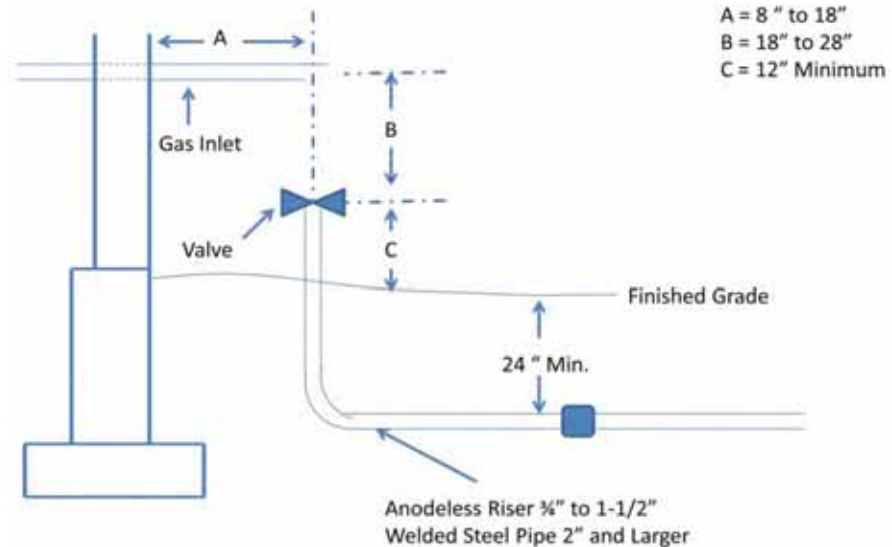 A = 8 " to 18"
B = 18" to 28"
C = 12" Minimum
A
B
Gas Inlet
Valve
C
Finished Grade
24 " Min.
Anodeless Riser ¾" to 1-1/2"
Welded Steel Pipe 2" and Larger